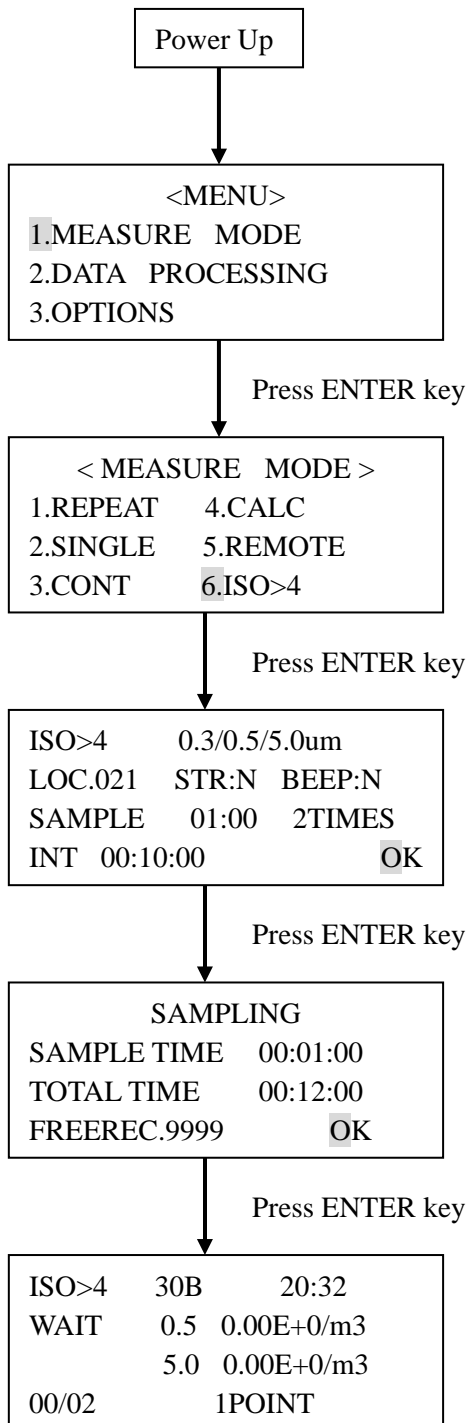 Power Up
<MENU>
1.MEASURE MODE
2.DATA PROCESSING
3.OPTIONS
Press ENTER key
< MEASURE MODE >
1.REPEAT 4.CALC
2.SINGLE 5.REMOTE
3.CONT 6.ISO>4
Press ENTER key
ISO>4 0.3/0.5/5.0um
LOC.021 STR:N BEEP:N
SAMPLE 01:00 2TIMES
INT 00:10:00 OK
Press ENTER key
SAMPLING
SAMPLE TIME 00:01:00
TOTAL TIME 00:12:00
FREEREC.9999 OK
Press ENTER key
ISO>4 30B 20:32
WAIT 0.5 0.00E+0/m3
5.0 0.00E+0/m3
00/02 1POINT